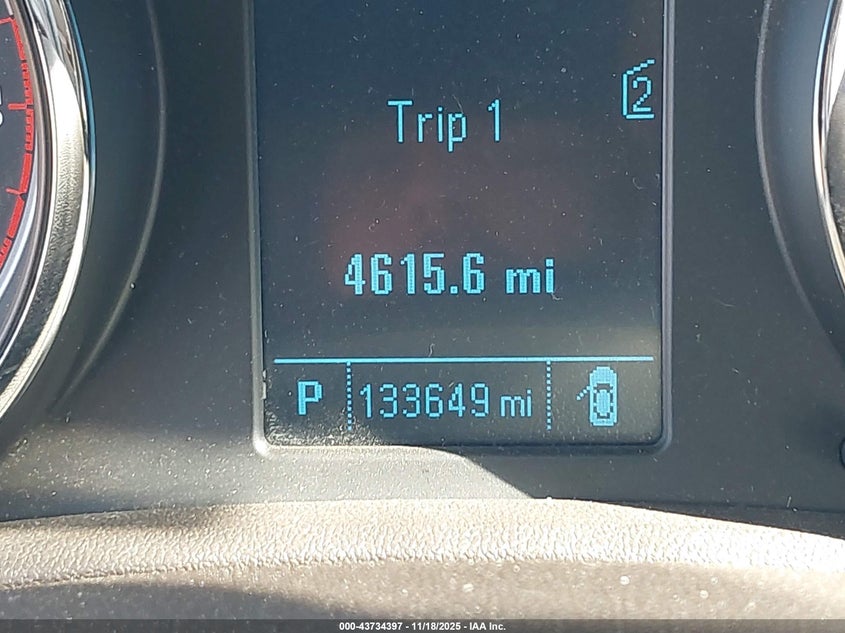 2
Trip 1
4615.6 mi
P 133649 mi
000-43734397 - 11/18/2025 - IAA Inc.